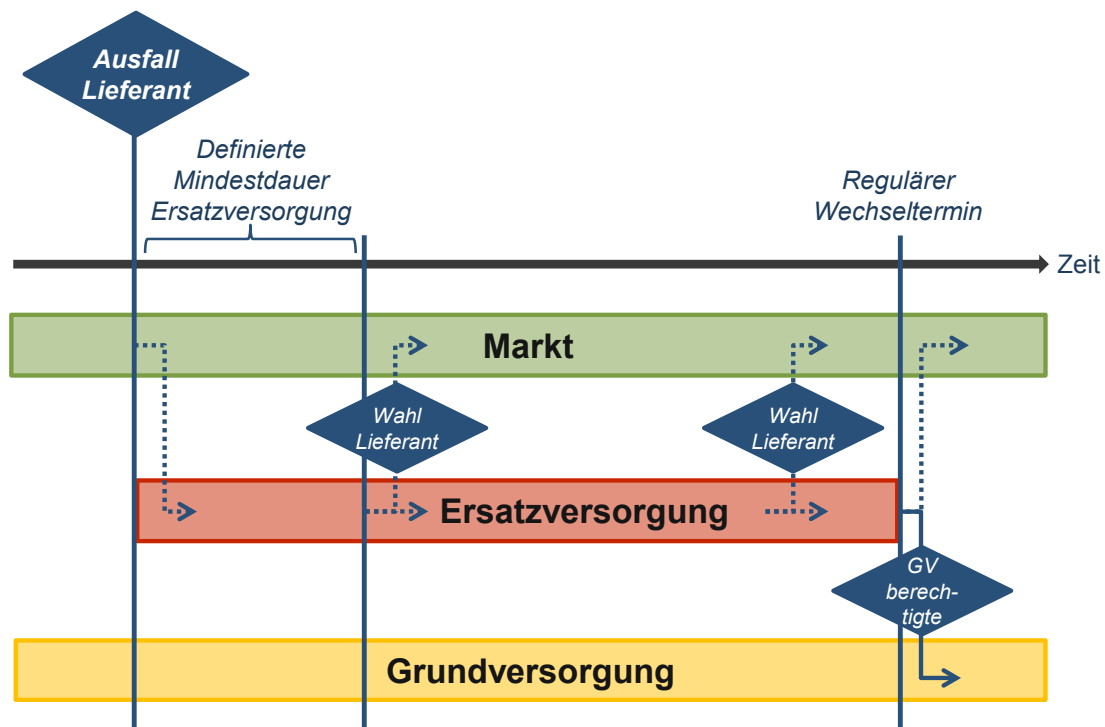 Ausfall
Lieferant
Definierte
Mindestdauer
Ersatzversorgung
Regulärer
Wechseltermin
Zeit
Markt
Wahl
Lieferant
Wahl
Lieferant
Ersatzversorgung
GV
berech-
tigte
Grundversorgung